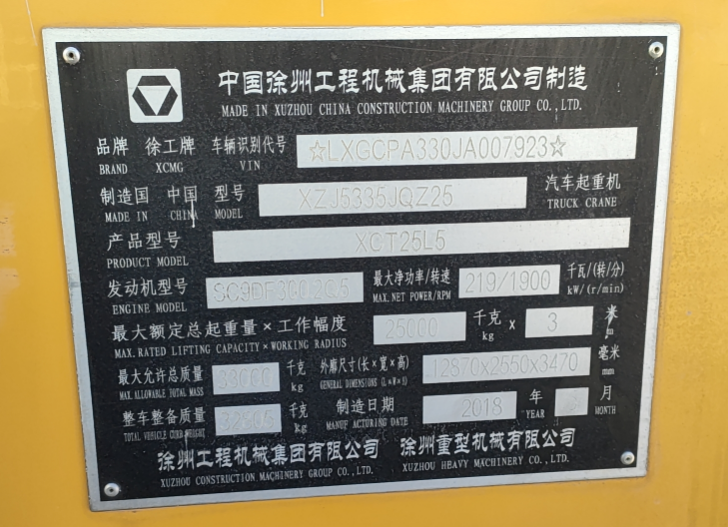 中国徐州工程机械集团有限公司制造
MADE IN XUZHOU CHINA CONSTRUCTION MACHINERY GROUP CO., LTD.
品牌 徐工牌 车辆识别代号 ☆LXGCPA330JA007923☆
BRAND XCMG VIN
制造国 中国 型号 XZJ5335JQZ25 汽车起重机
MADE IN CHINA MODEL TRUCK CRANE
产品型号 XCT25L5
PRODUCT MODEL
发动机型号 最大净功率/转速 219/1900 千瓦/(转/分)
ENGINE MODEL MAX. NET POWER/RPM kW/(r/min)
最大额定总起重量×工作幅度 25000 千克 x 3 米
MAX. RATED LIFTING CAPACITY×WORKING RADIUS kg m
最大允许总质量 千克 外廓尺寸(长×宽×高) 12870x2550x3470 毫米
MAX. ALLOWABLE TOTAL MASS kg GENERAL DIMENSIONS (L×W×H) mm
整车整备质量 千克 制造日期 2018 年 月
TOTAL VEHICLE CURB WEIGHT kg MANUFACTURING DATE YEAR MONTH
徐州工程机械集团有限公司 徐州重型机械有限公司
XUZHOU CONSTRUCTION MACHINERY GROUP CO., LTD. XUZHOU HEAVY MACHINERY CO., LTD.